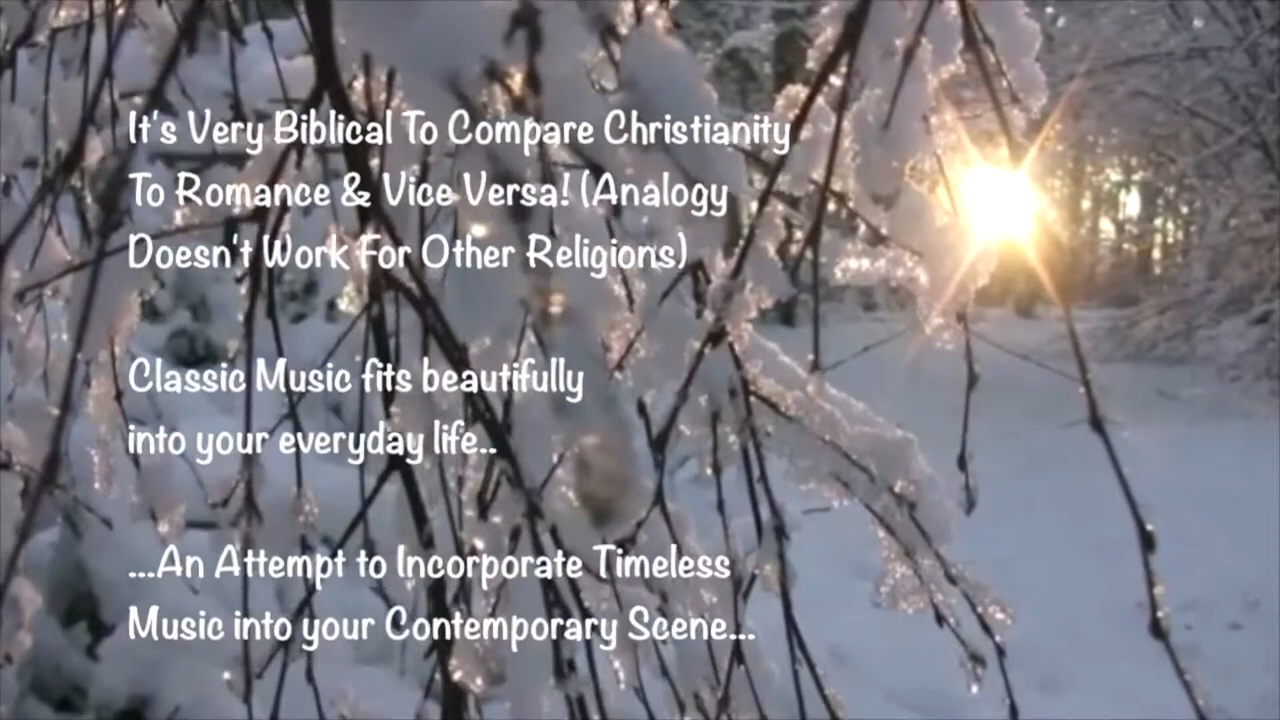 It's Very Biblical To Compare Christianity
To Romance & Vice Versa! (Analogy
Doesn't Work For Other Religions)
Classic Music fits beautifully
into your everyday life..
...An Attempt to Incorporate Timeless
Music into your Contemporary Scene...